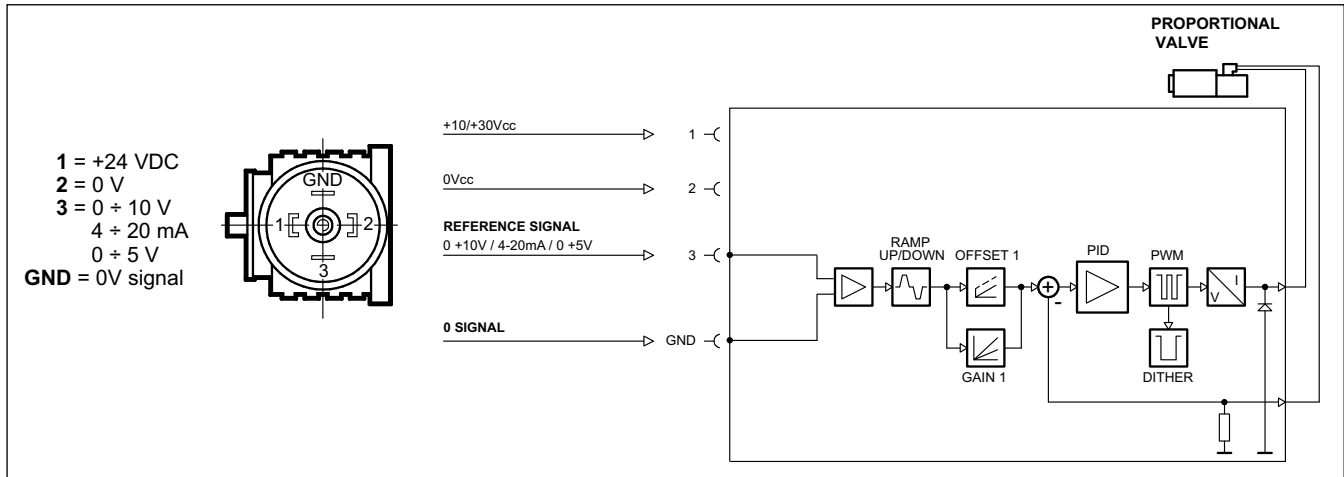 PROPORTIONAL
VALVE
1 = +24 VDC
2 = 0 V
3 = 0 ÷ 10 V
4 ÷ 20 mA
0 ÷ 5 V
GND = 0V signal
GND
1
2
3
+10/+30Vcc
1
0Vcc
2
REFERENCE SIGNAL
0 +10V / 4-20mA / 0 +5V
3
0 SIGNAL
GND
RAMP
UP/DOWN
OFFSET 1
GAIN 1
+
-
PID
PWM
DITHER
V
I